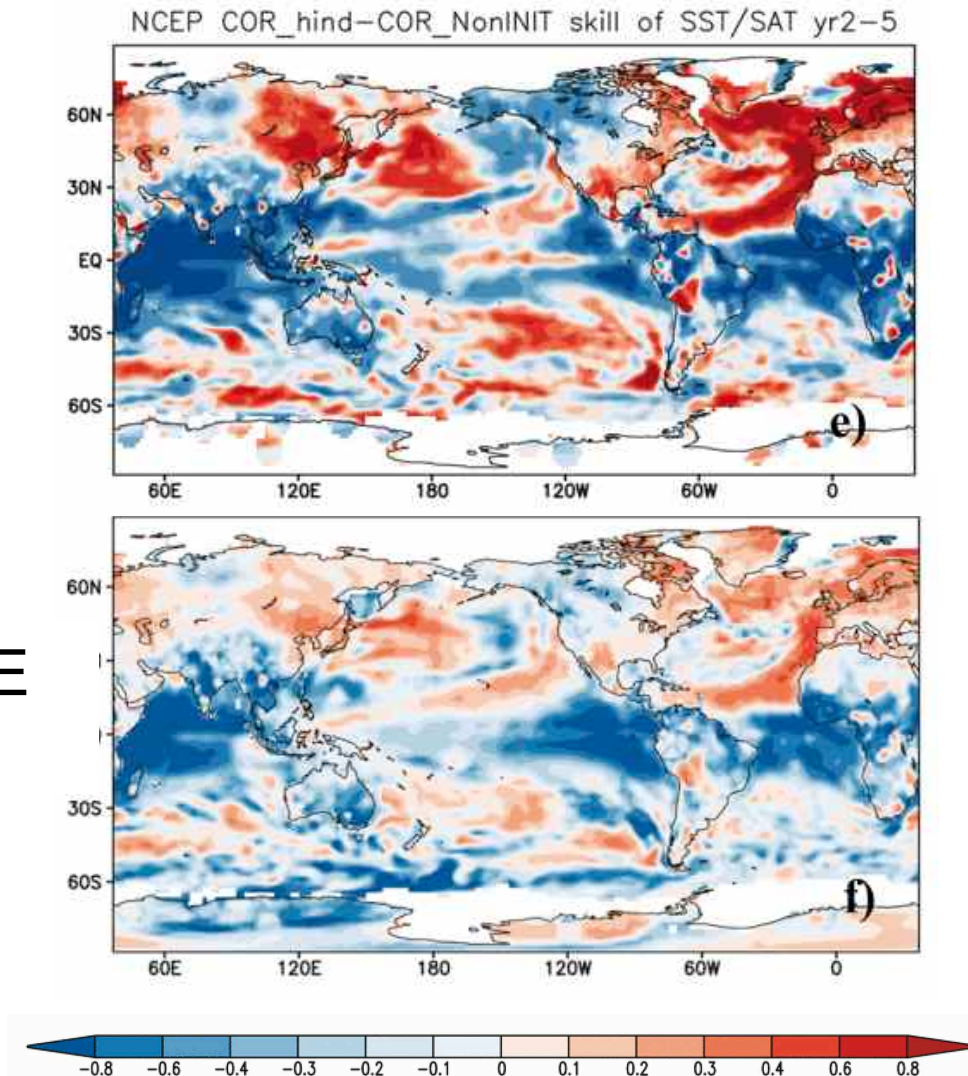 NCEP COR_hind-COR_NonINIT skill of SST/SAT yr2-5
60N
30N
EQ
30S
60S
e)
60E 120E 180 120W 60W 0
60N
E
30S
60S
f)
60E 120E 180 120W 60W 0
-0.8 -0.6 -0.4 -0.3 -0.2 -0.1 0 0.1 0.2 0.3 0.4 0.6 0.8